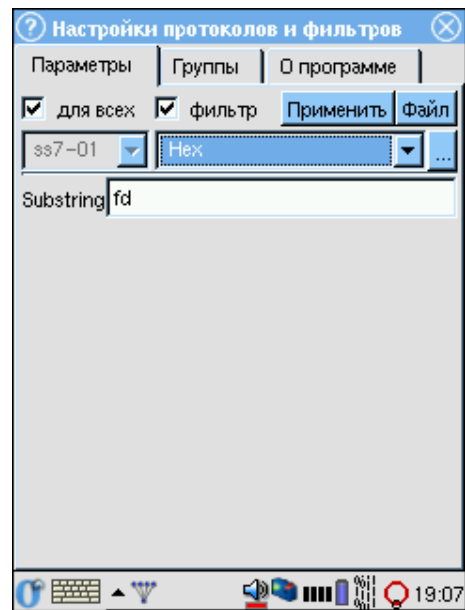 Настройки протоколов и фильтров
Параметры Группы О программе
для всех фильтр Применить Файл
ss7-01 Hex ...
Substring fd
19:07